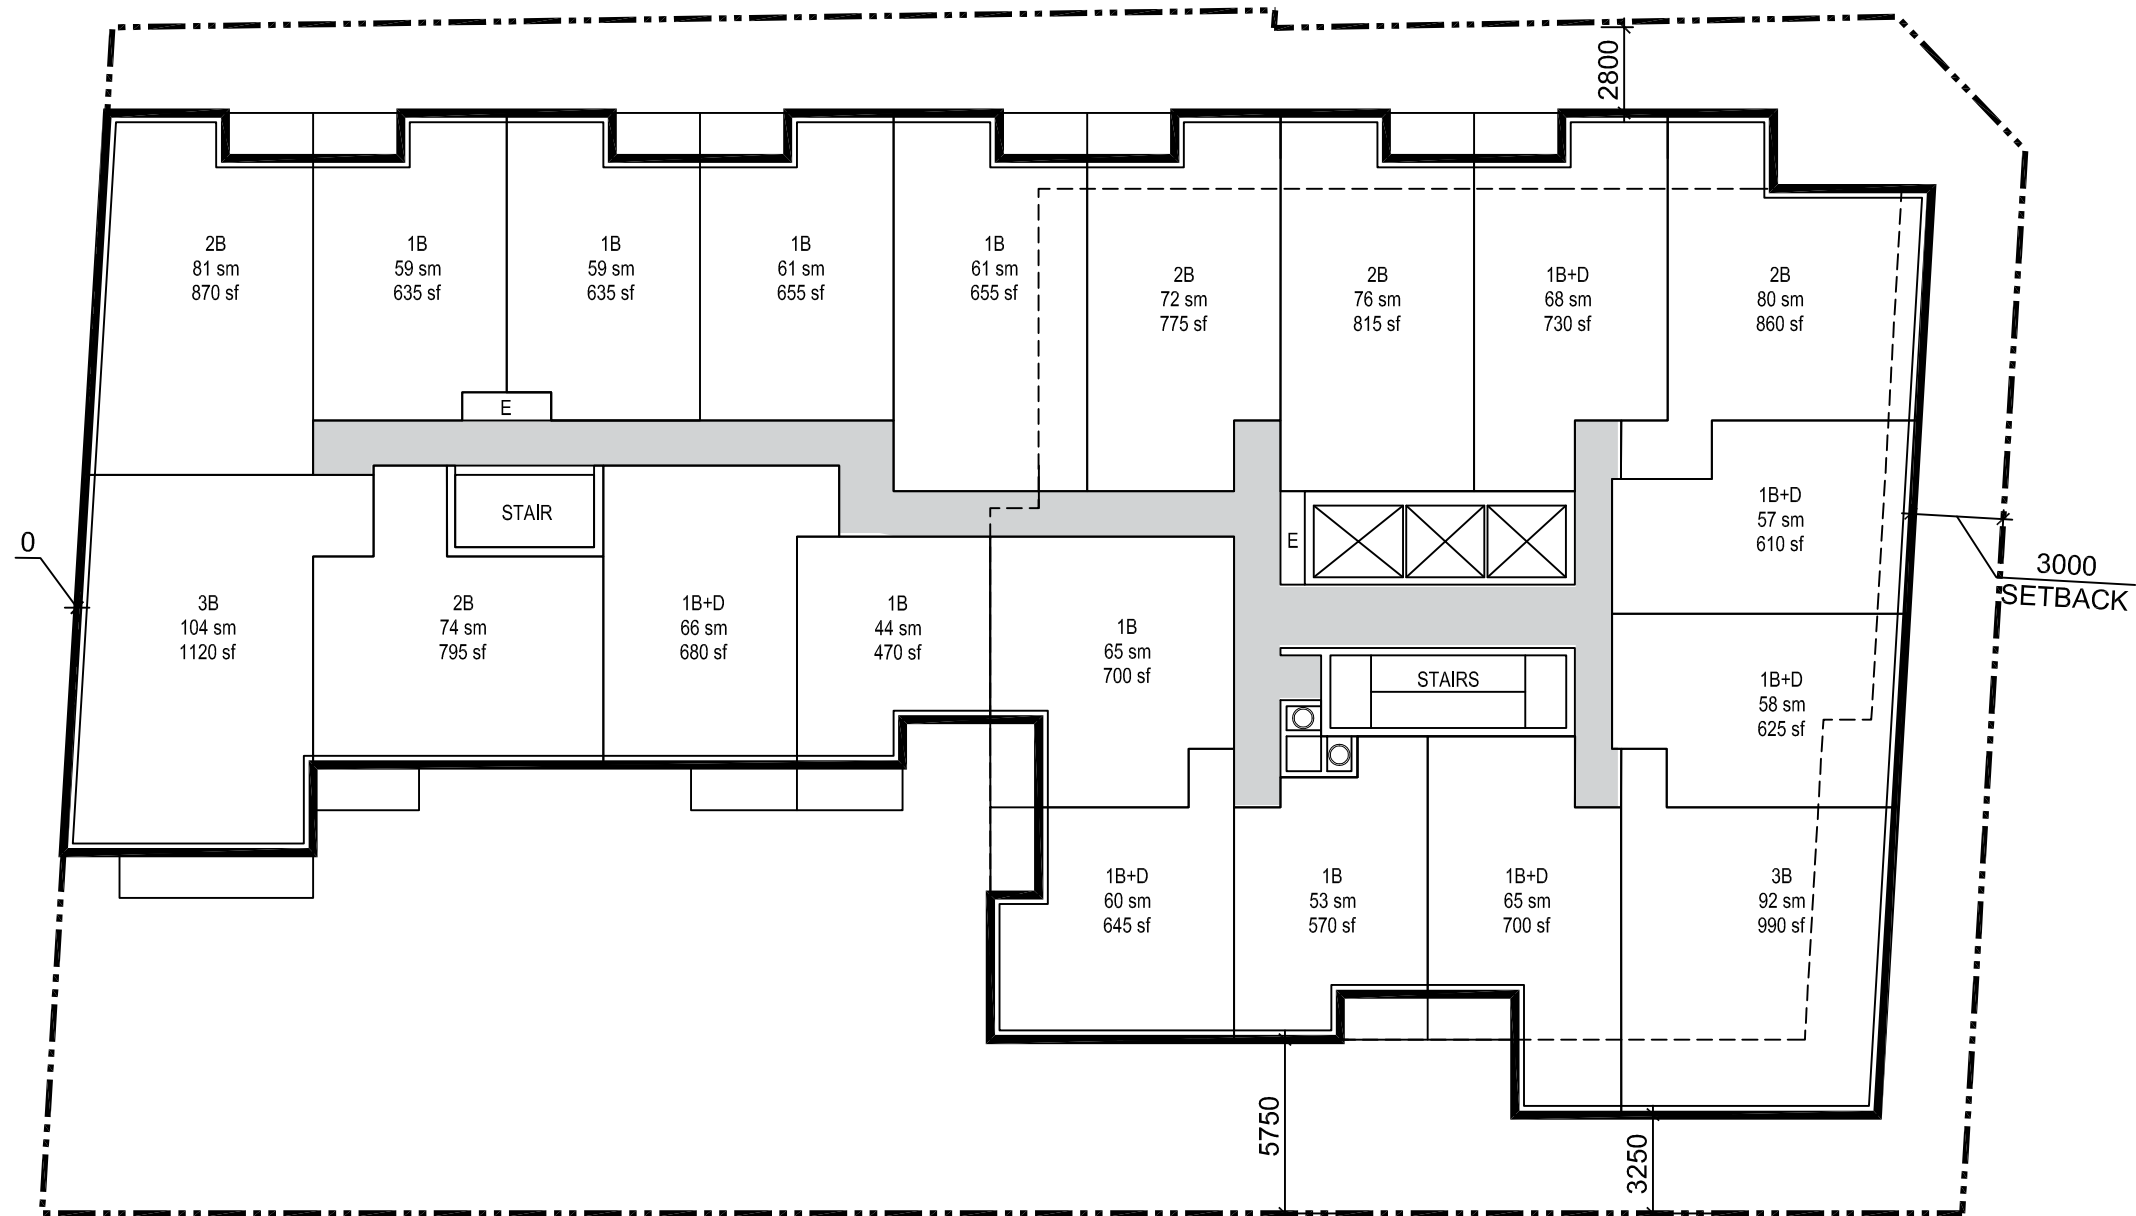 2800
2B
81 sm
870 sf
1B
59 sm
635 sf
1B
59 sm
635 sf
1B
61 sm
655 sf
1B
61 sm
655 sf
2B
72 sm
775 sf
2B
76 sm
815 sf
1B+D
68 sm
730 sf
2B
80 sm
860 sf
E
STAIR
E
1B+D
57 sm
610 sf
0
3000
SETBACK
3B
104 sm
1120 sf
2B
74 sm
795 sf
1B+D
66 sm
680 sf
1B
44 sm
470 sf
1B
65 sm
700 sf
STAIRS
1B+D
58 sm
625 sf
1B+D
60 sm
645 sf
1B
53 sm
570 sf
1B+D
65 sm
700 sf
3B
92 sm
990 sf
5750
3250